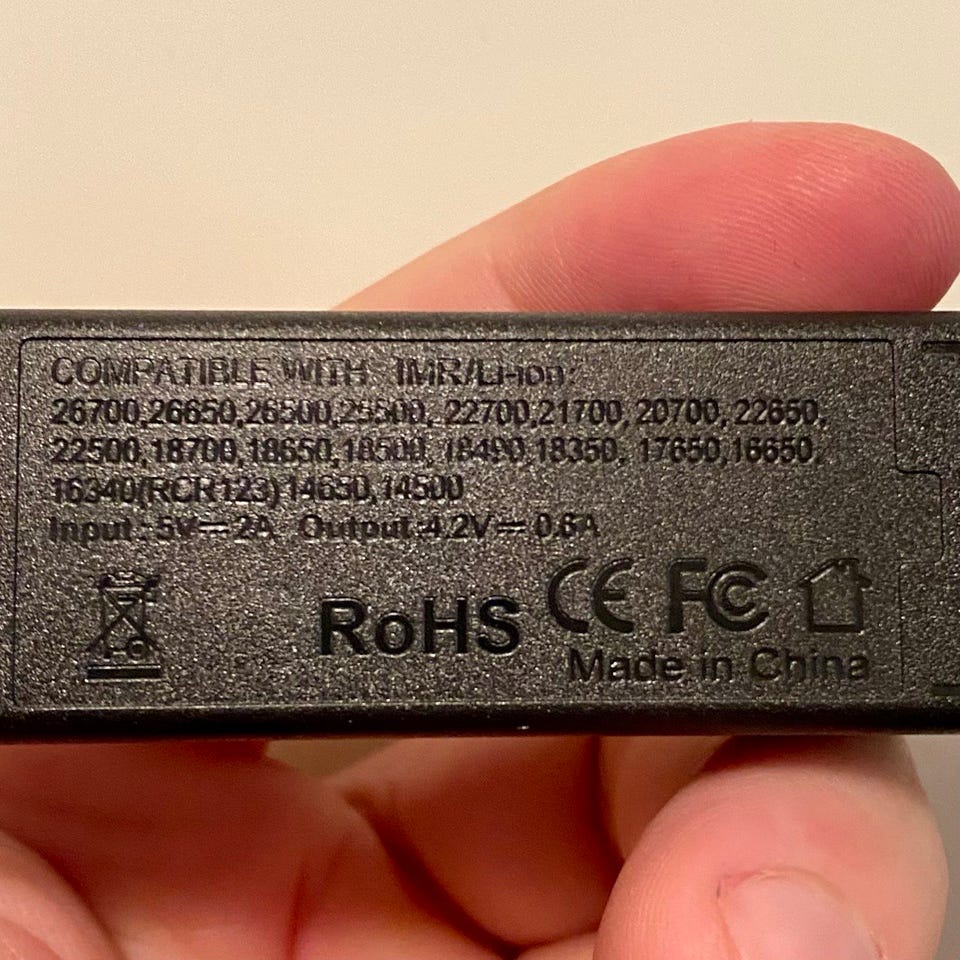 COMPATIBLE WITH IMR/Li-ion:
26700,26650,26500,25500, 22700,21700,20700,22650,
22500,18700,18650,18500, 18490,18350, 17650,16650,
16340(RCR123)14650,14500
Input: 5V⎓2A Output:4.2V⎓0.6A
RoHS CE FC
Made in China